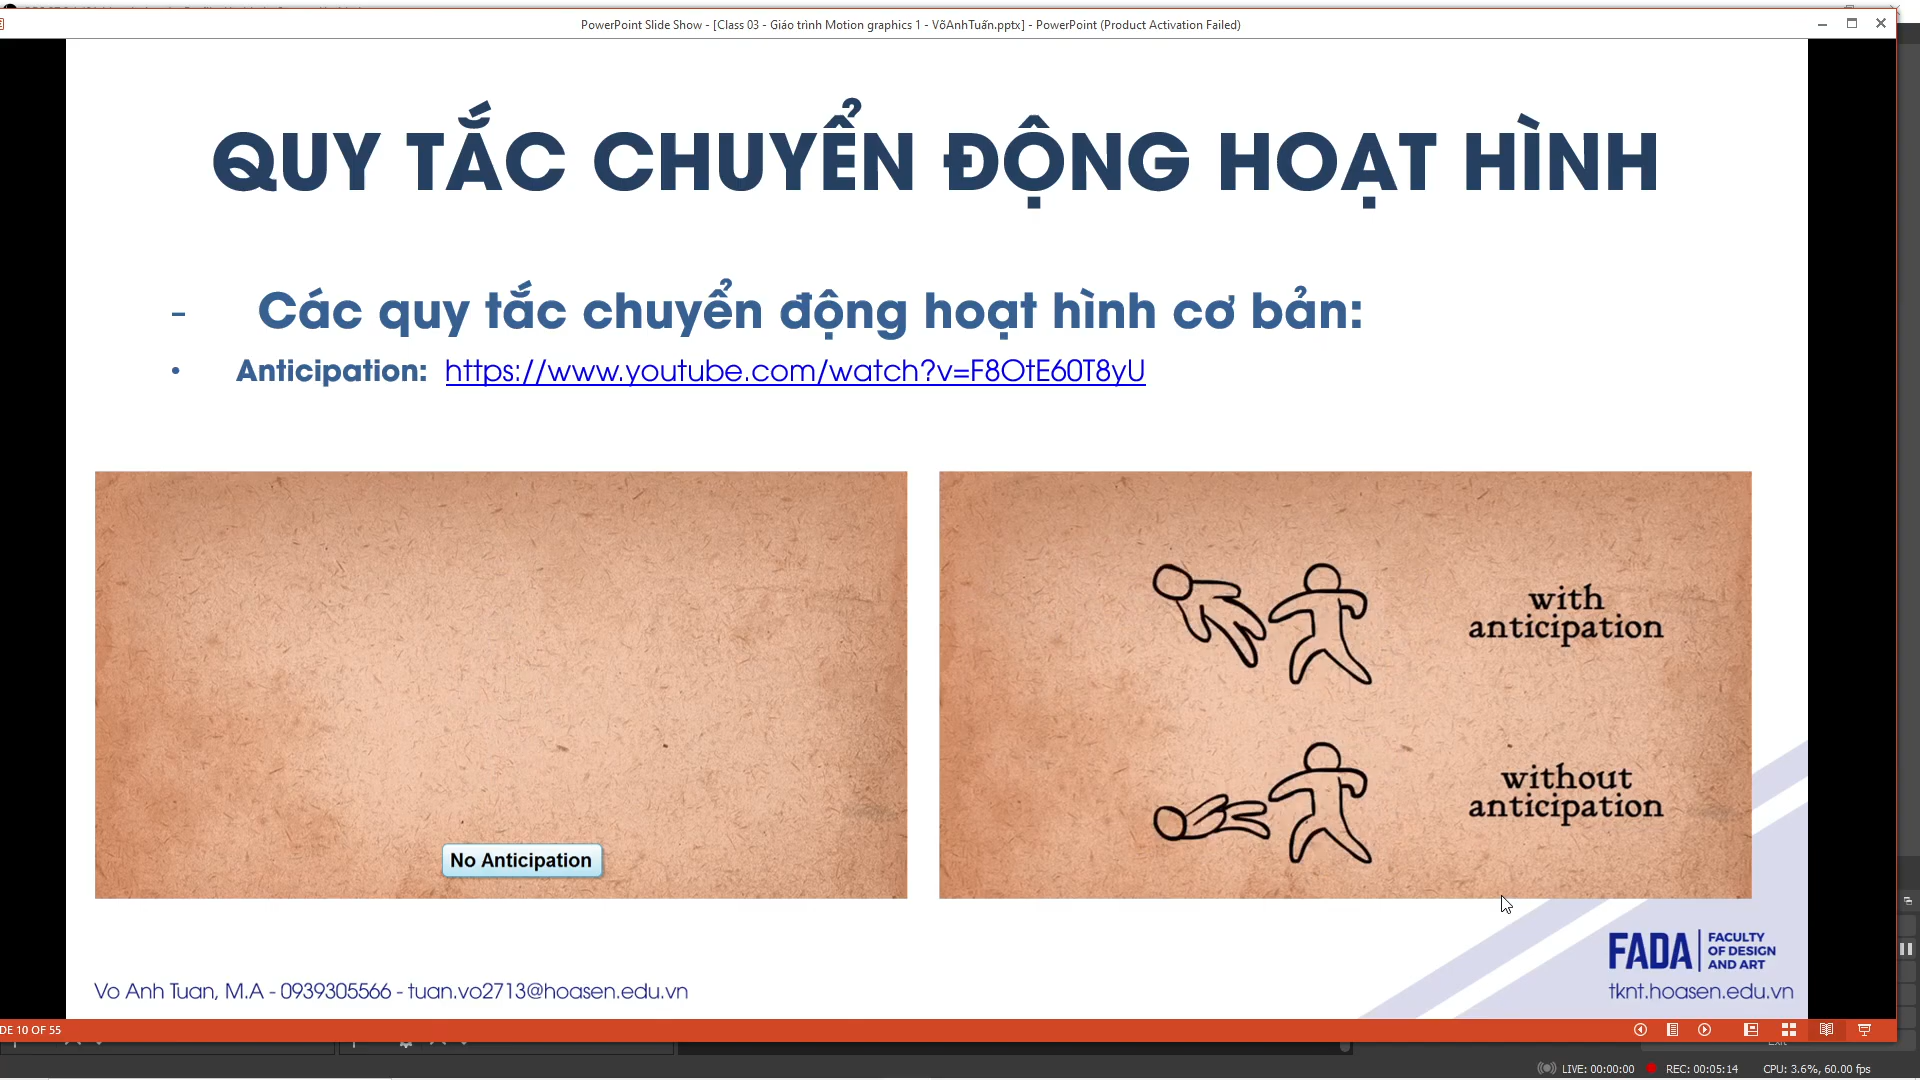 PowerPoint Slide Show - [Class 03 - Giáo trình Motion graphics 1 - VõAnhTuấn.pptx] - PowerPoint (Product Activation Failed)
QUY TẮC CHUYỂN ĐỘNG HOẠT HÌNH
- Các quy tắc chuyển động hoạt hình cơ bản:
• Anticipation: https://www.youtube.com/watch?v=F8OtE60T8yU
No Anticipation
with
anticipation
without
anticipation
FADA
FACULTY
OF DESIGN
AND ART
tknt.hoasen.edu.vn
Vo Anh Tuan, M.A - 0939305566 - tuan.vo2713@hoasen.edu.vn
DE 10 OF 55
LIVE: 00:00:00
REC: 00:05:14
CPU: 3.6%, 60.00 fps